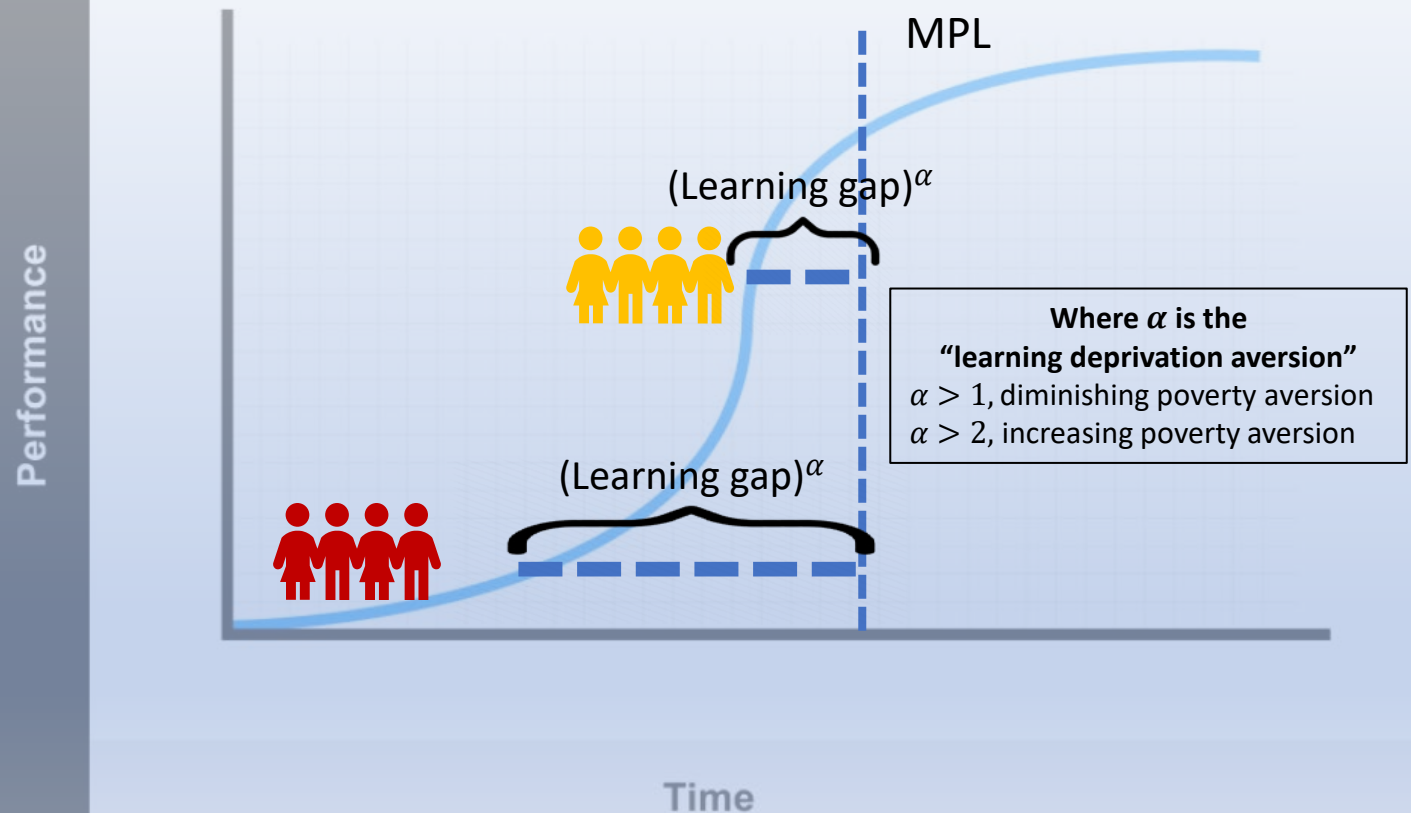 MPL
(Learning gap)^𝛼
Where 𝜶 is the
“learning deprivation aversion”
𝛼 > 1, diminishing poverty aversion
𝛼 > 2, increasing poverty aversion
(Learning gap)^𝛼
Performance
Time